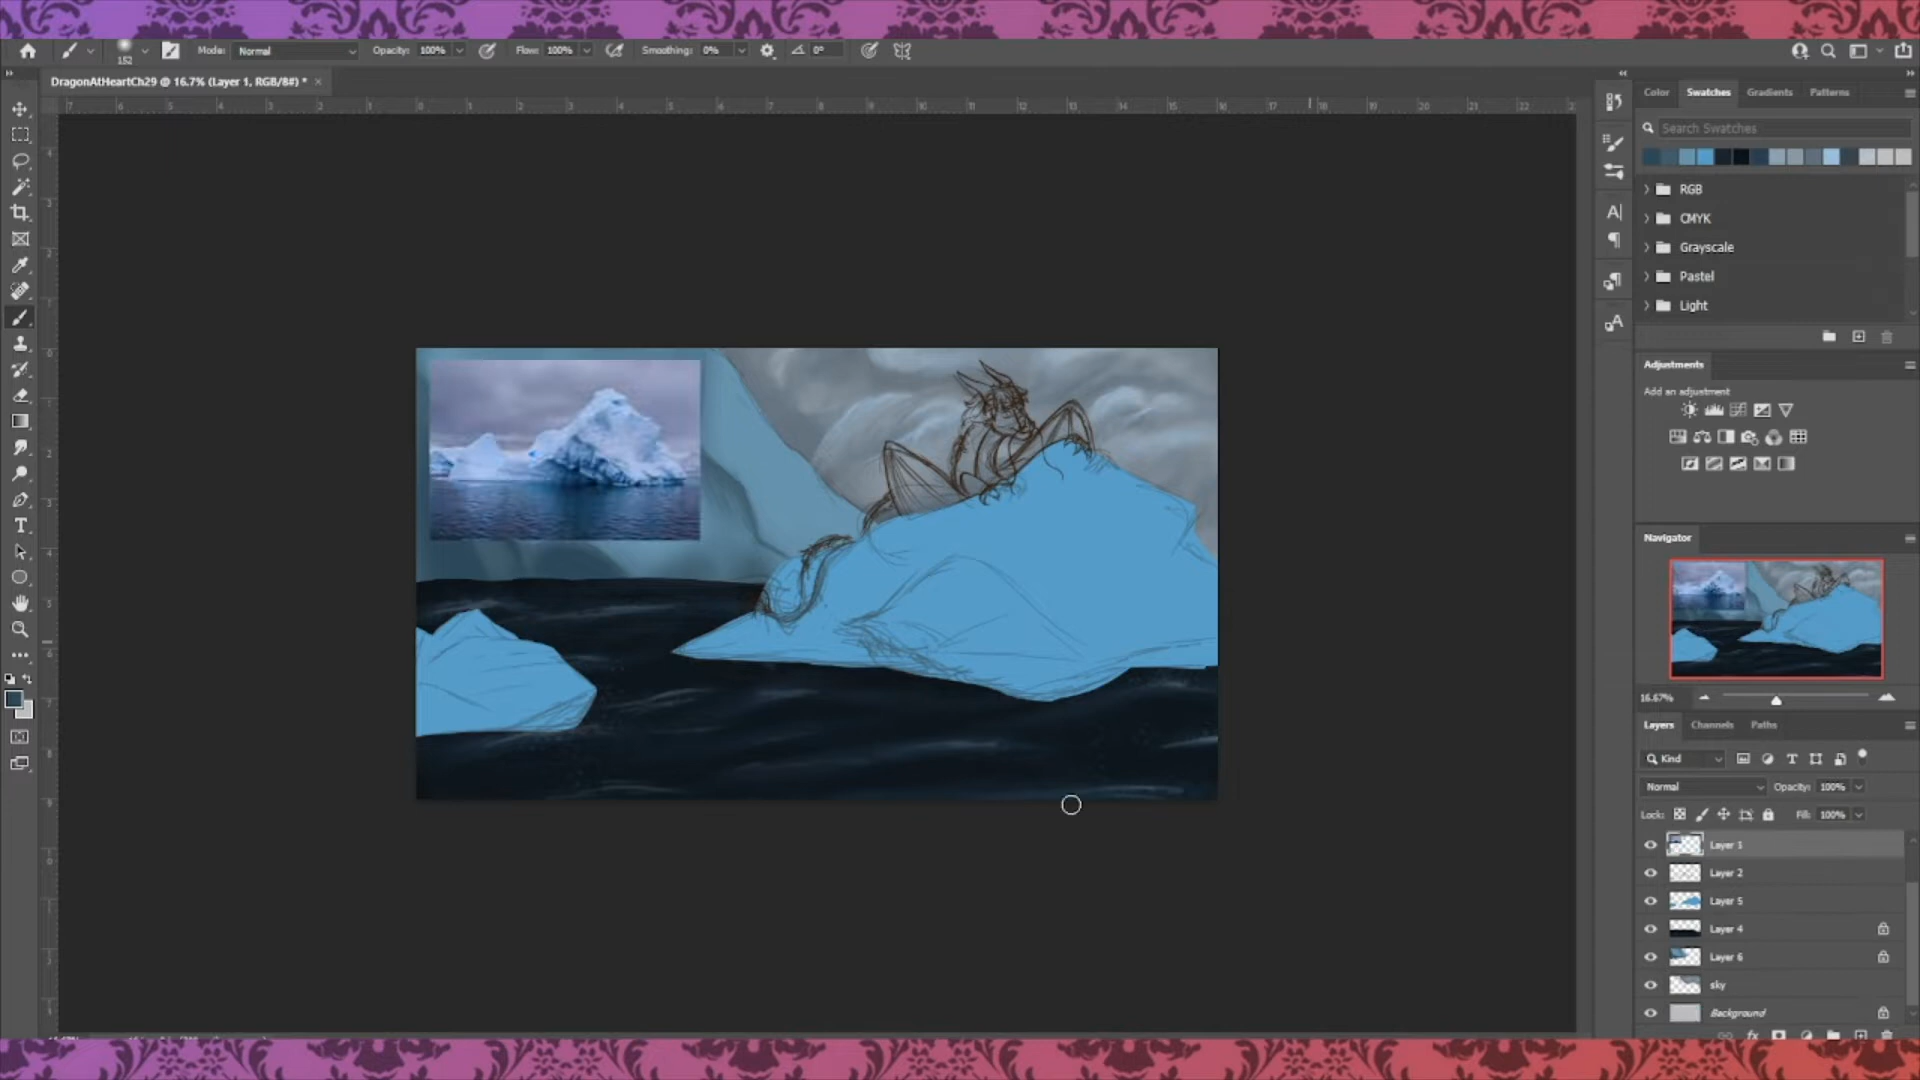 152 Mode: Normal Opacity: 100% Flow: 100% Smoothing: 0% 0°
DragonAtHeartCh29 @ 16.7% (Layer 1, RGB/8#) * ×
Color Swatches Gradients Patterns
Search Swatches
RGB
CMYK
Grayscale
Pastel
Light
Adjustments
Add an adjustment
Navigator
16.67%
Layers Channels Paths
Kind
Normal Opacity: 100%
Lock: Fill: 100%
Layer 1
Layer 2
Layer 5
Layer 4
Layer 6
sky
Background